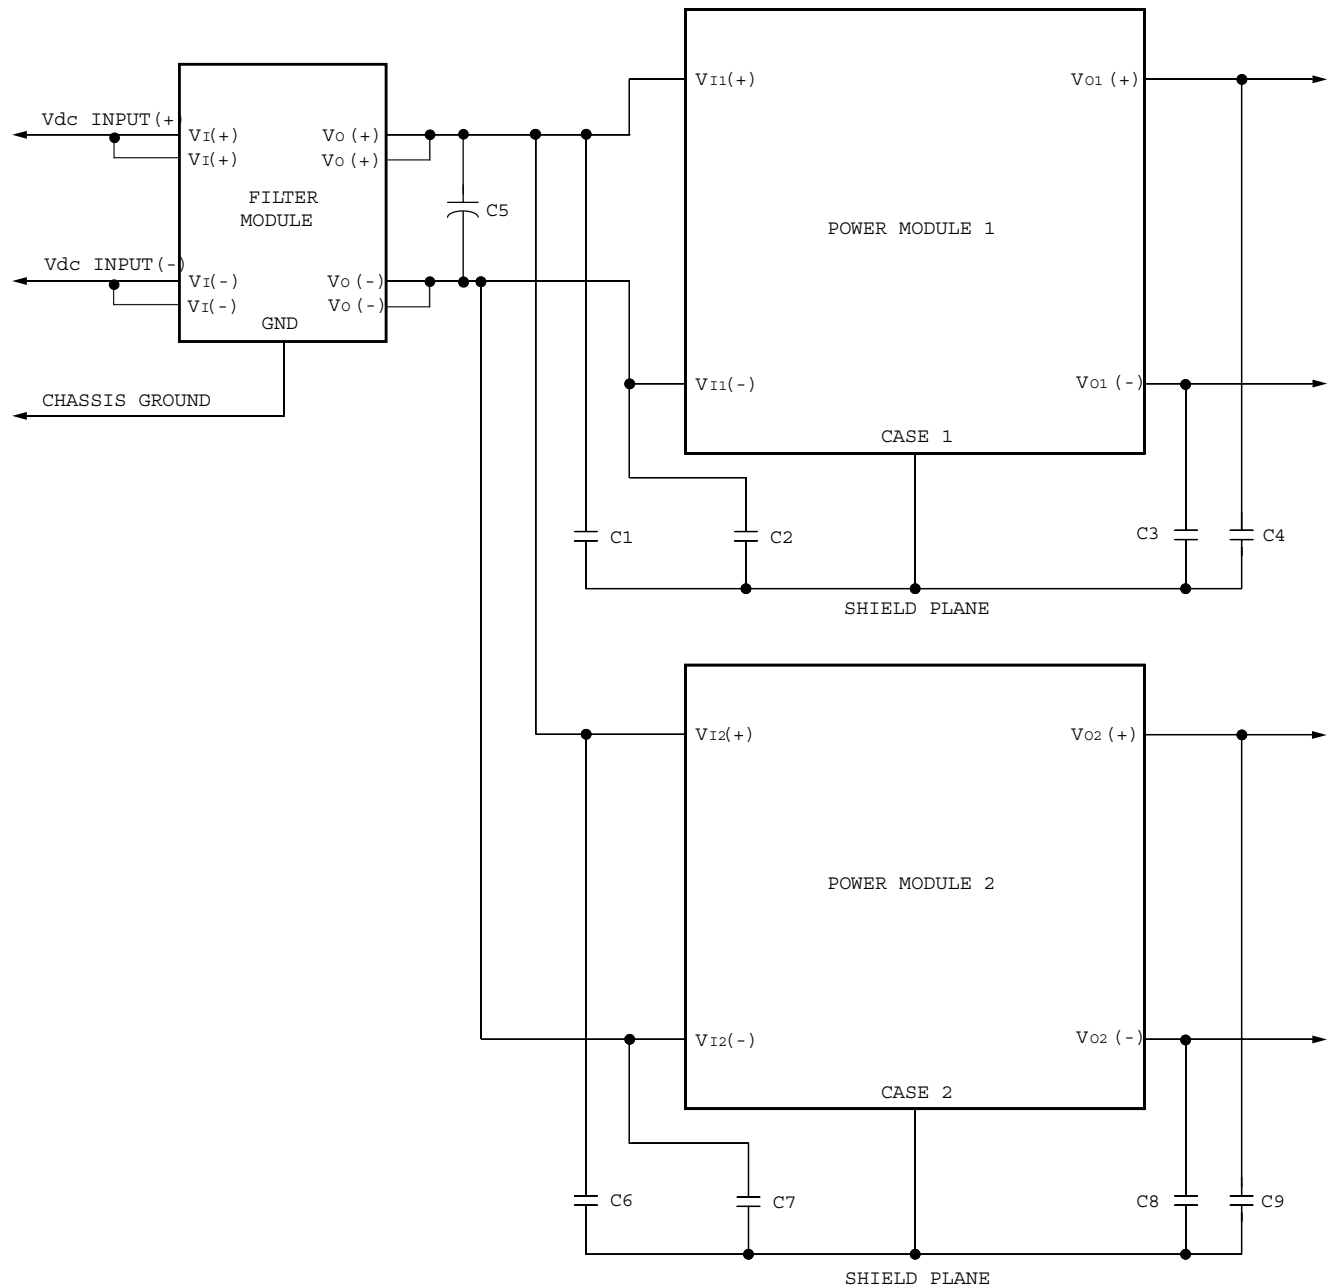 Vdc INPUT(+)
VI(+)
VI(+)
VO (+)
VO (+)
FILTER
MODULE
Vdc INPUT(-)
VI(-)
VI(-)
VO (-)
VO (-)
GND
CHASSIS GROUND
C5
VI1(+)
VO1 (+)
POWER MODULE 1
VI1(-)
VO1 (-)
CASE 1
C1
C2
C3
C4
SHIELD PLANE
VI2(+)
VO2 (+)
POWER MODULE 2
VI2(-)
VO2 (-)
CASE 2
C6
C7
C8
C9
SHIELD PLANE